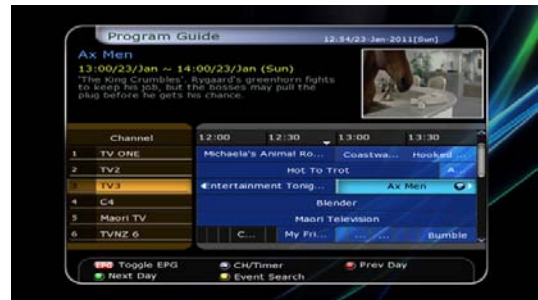 Program Guide
12:54/23-Jan-2011[Sun]
Ax Men
13:00/23/Jan ~ 14:00/23/Jan (Sun)
'The King Crumbles'. Rygaard's greenhorn fights
to keep his job, but the bosses may pull the
plug before he gets his chance.
Channel 12:00 12:30 13:00 13:30
1 TV ONE Michaela's Animal Ro... Coastwa... Hooked ...
2 TV2 Hot To Trot A...
3 TV3 Entertainment Tonig... Ax Men
4 C4 Blender
5 Maori TV Maori Television
6 TVNZ 6 C... My Fri... ... ... Bumble
EPG Toggle EPG CH/Timer Prev Day
Next Day Event Search